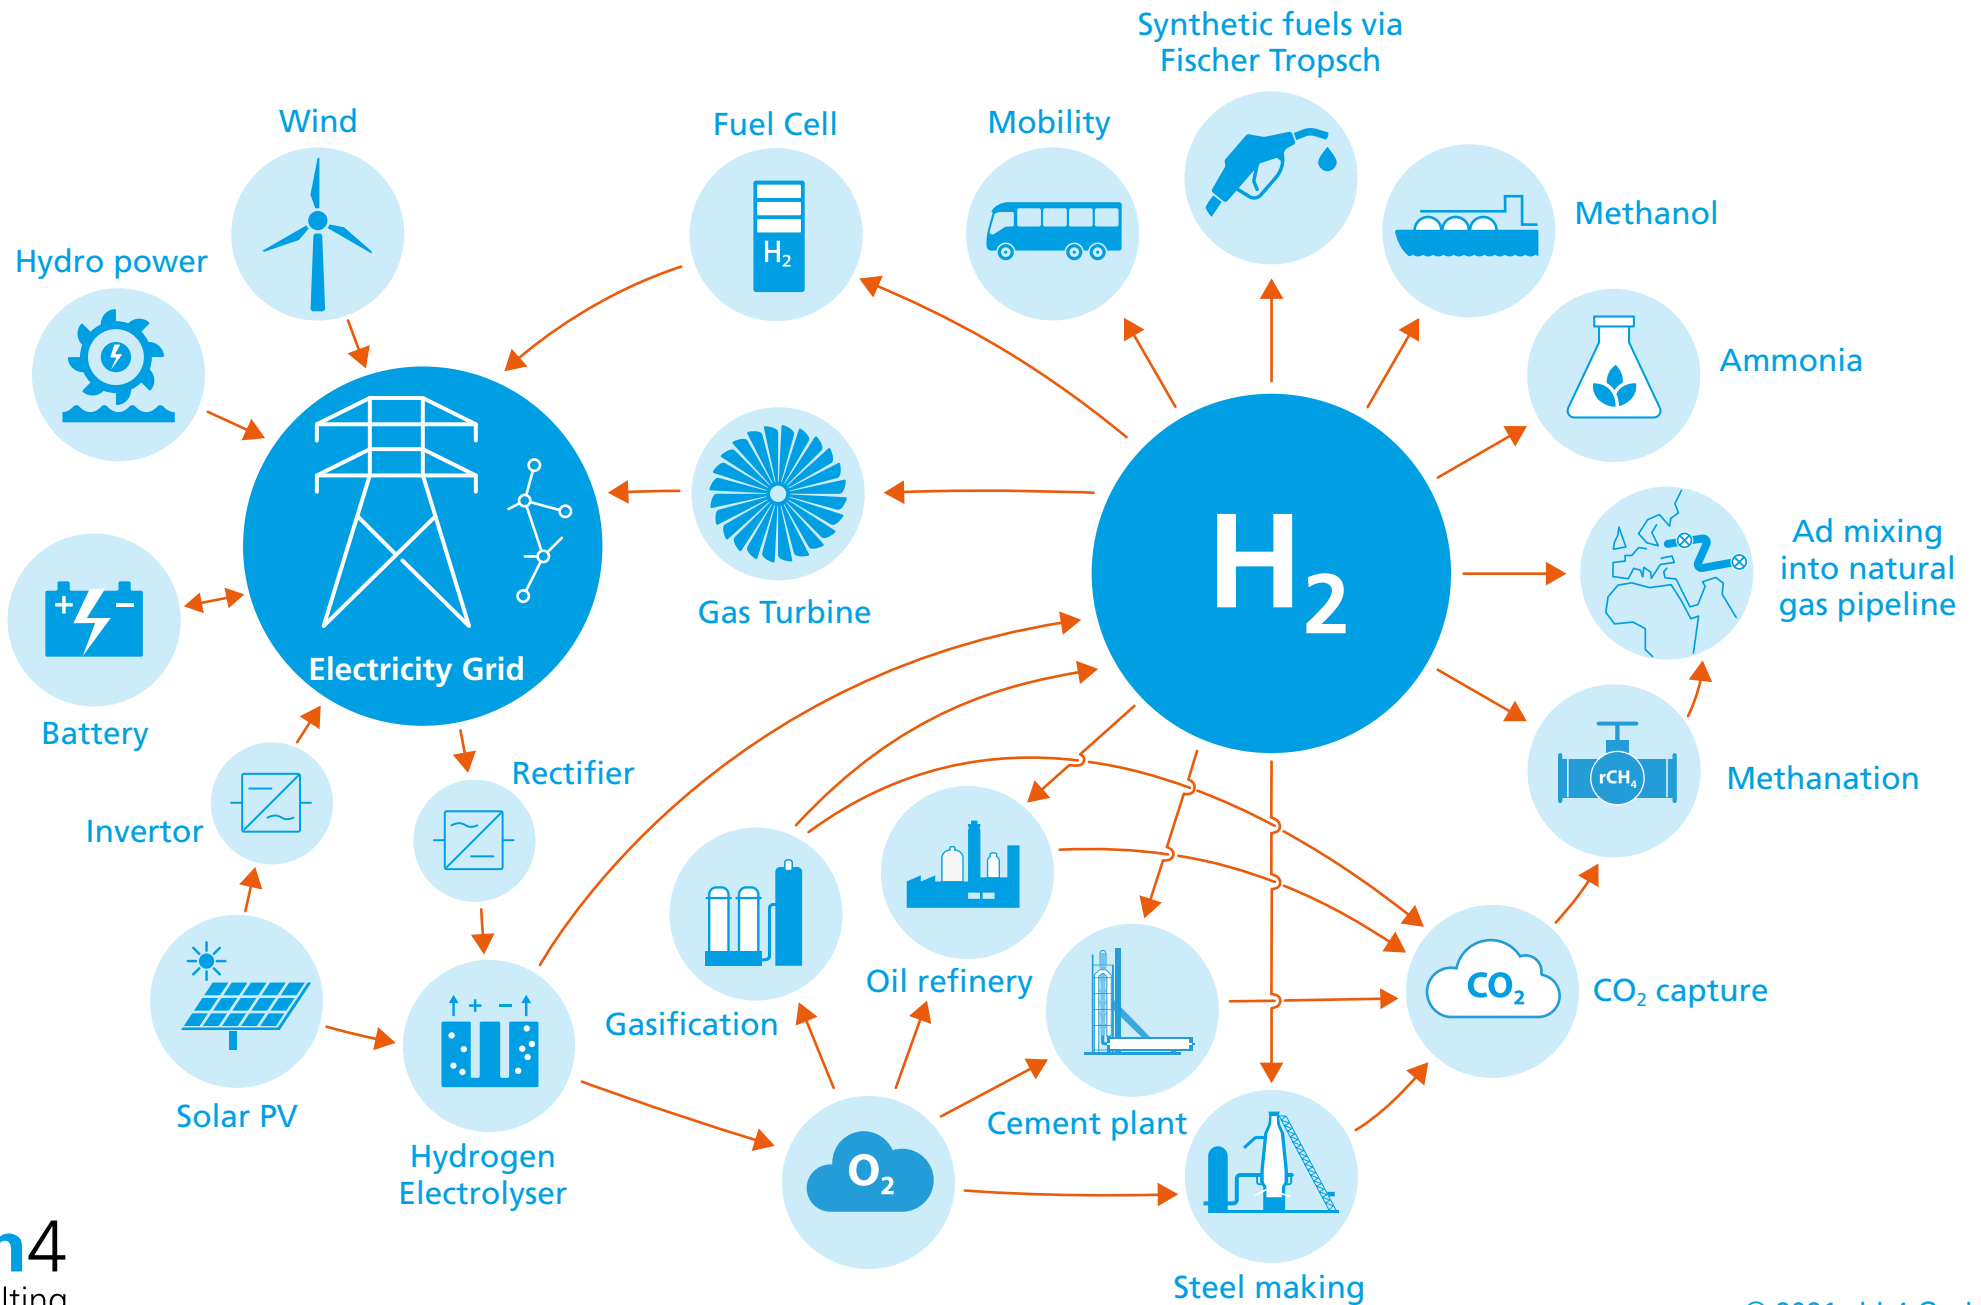 Synthetic fuels via
Fischer Tropsch
Wind
Fuel Cell
Mobility
Methanol
Hydro power
H₂
Ammonia
Ad mixing
into natural
gas pipeline
H₂
Gas Turbine
Electricity Grid
+ −
Battery
Rectifier
Invertor
rCH₄
Methanation
Oil refinery
CO₂
CO₂ capture
Gasification
+ −
Solar PV
Cement plant
Hydrogen
Electrolyser
O₂
4
Steel making